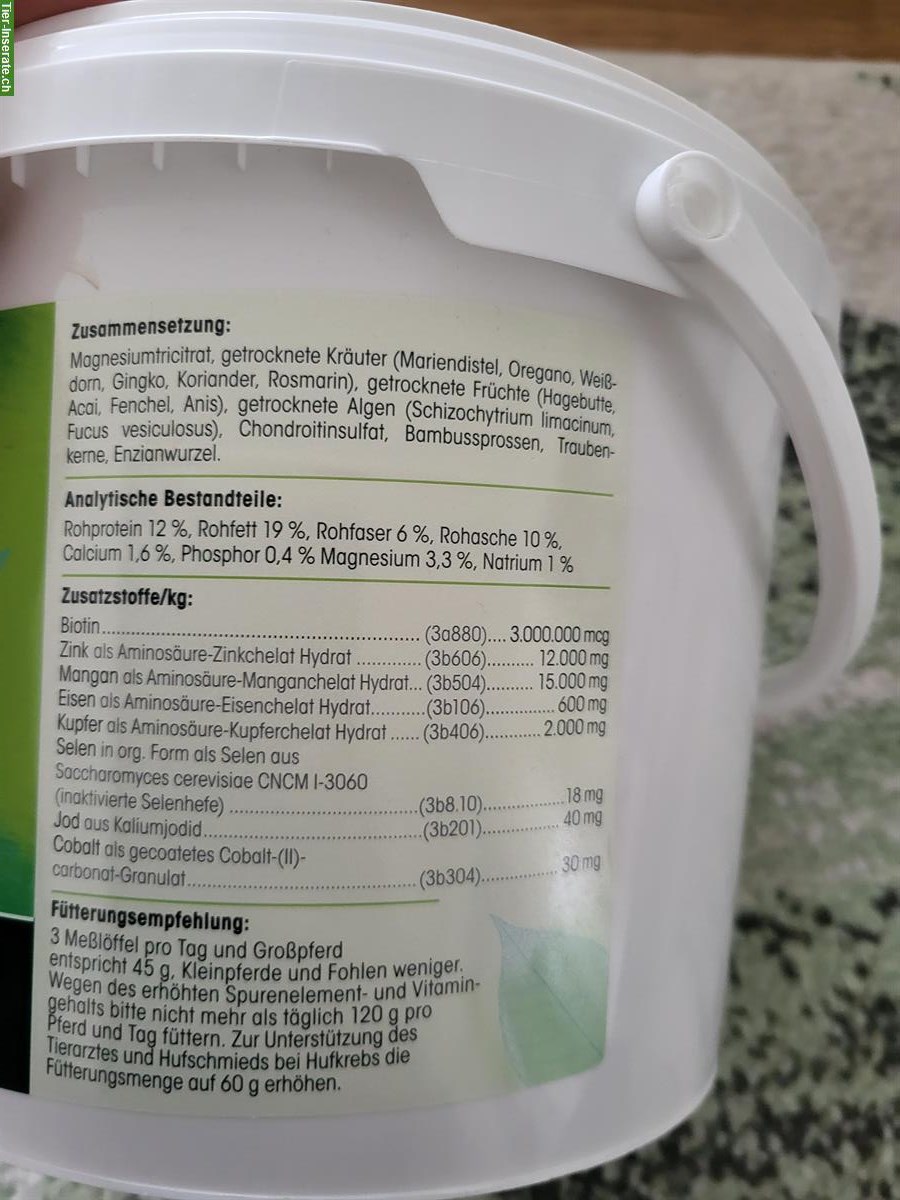 Tier-Inserate.ch
Zusammensetzung:
Magnesiumtricitrat, getrocknete Kräuter (Mariendistel, Oregano, Weiß-
dorn, Gingko, Koriander, Rosmarin), getrocknete Früchte (Hagebutte,
Acai, Fenchel, Anis), getrocknete Algen (Schizochytrium limacinum,
Fucus vesiculosus), Chondroitinsulfat, Bambussprossen, Trauben-
kerne, Enzianwurzel.
Analytische Bestandteile:
Rohprotein 12 %, Rohfett 19 %, Rohfaser 6 %, Rohasche 10 %,
Calcium 1,6 %, Phosphor 0,4 % Magnesium 3,3 %, Natrium 1 %
Zusatzstoffe/kg:
Biotin.......................................................... (3a880).... 3.000.000 mcg
Zink als Aminosäure-Zinkchelat Hydrat ............ (3b606)......... 12.000 mg
Mangan als Aminosäure-Manganchelat Hydrat... (3b504)......... 15.000 mg
Eisen als Aminosäure-Eisenchelat Hydrat..........(3b106)............. 600 mg
Kupfer als Aminosäure-Kupferchelat Hydrat ...... (3b406)........... 2.000 mg
Selen in org. Form als Selen aus
Saccharomyces cerevisiae CNCM I-3060
(inaktivierte Selenhefe) ...................................(3b8.10)............... 18 mg
Jod aus Kaliumjodid........................................(3b201).............. 40 mg
Cobalt als gecoatetes Cobalt-(II)-
carbonat-Granulat.......................................... (3b304).............. 30 mg
Fütterungsempfehlung:
3 Meßlöffel pro Tag und Großpferd
entspricht 45 g, Kleinpferde und Fohlen weniger.
Wegen des erhöhten Spurenelement- und Vitamin-
gehalts bitte nicht mehr als täglich 120 g pro
Pferd und Tag füttern. Zur Unterstützung des
Tierarztes und Hufschmieds bei Hufkrebs die
Fütterungsmenge auf 60 g erhöhen.